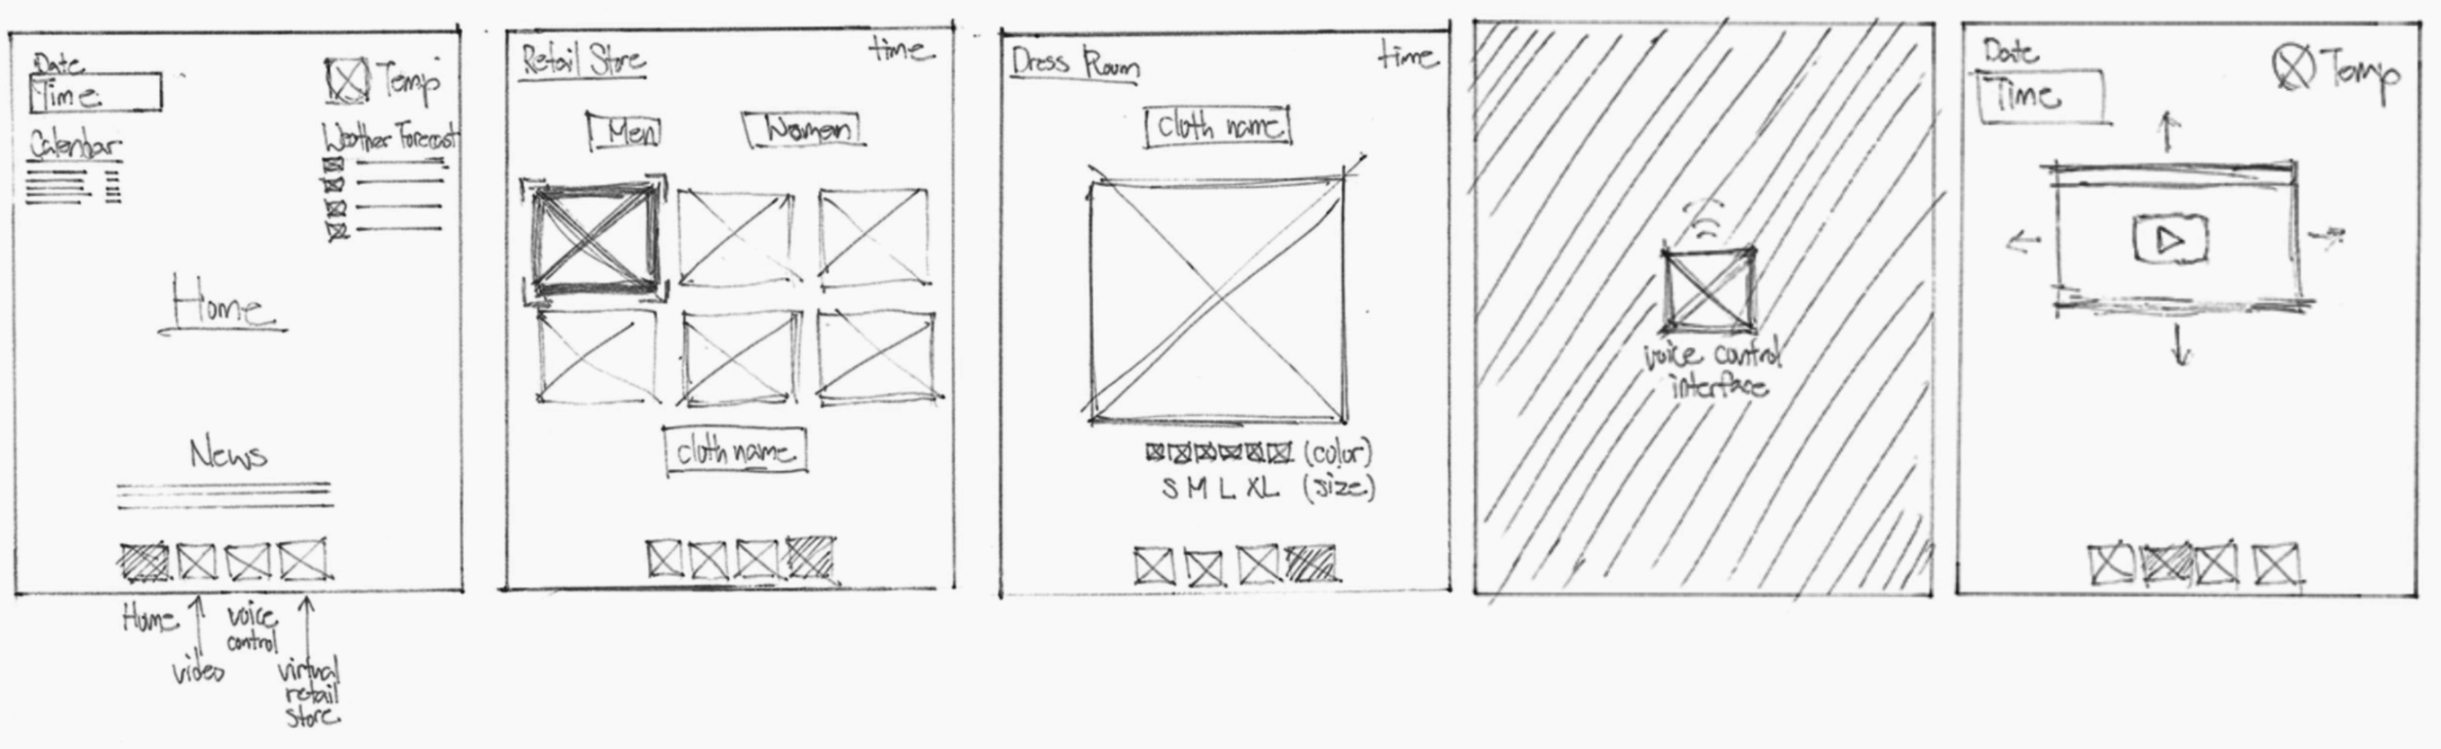 Date
Time
Temp
Calendar
Weather Forecast
Home
News
Home
video
voice
control
virtual
retail
store
Retail Store
time
Men
Women
cloth name
Dress Room
time
cloth name
(color)
S M L XL (size)
voice control
interface
Date
Time
Temp